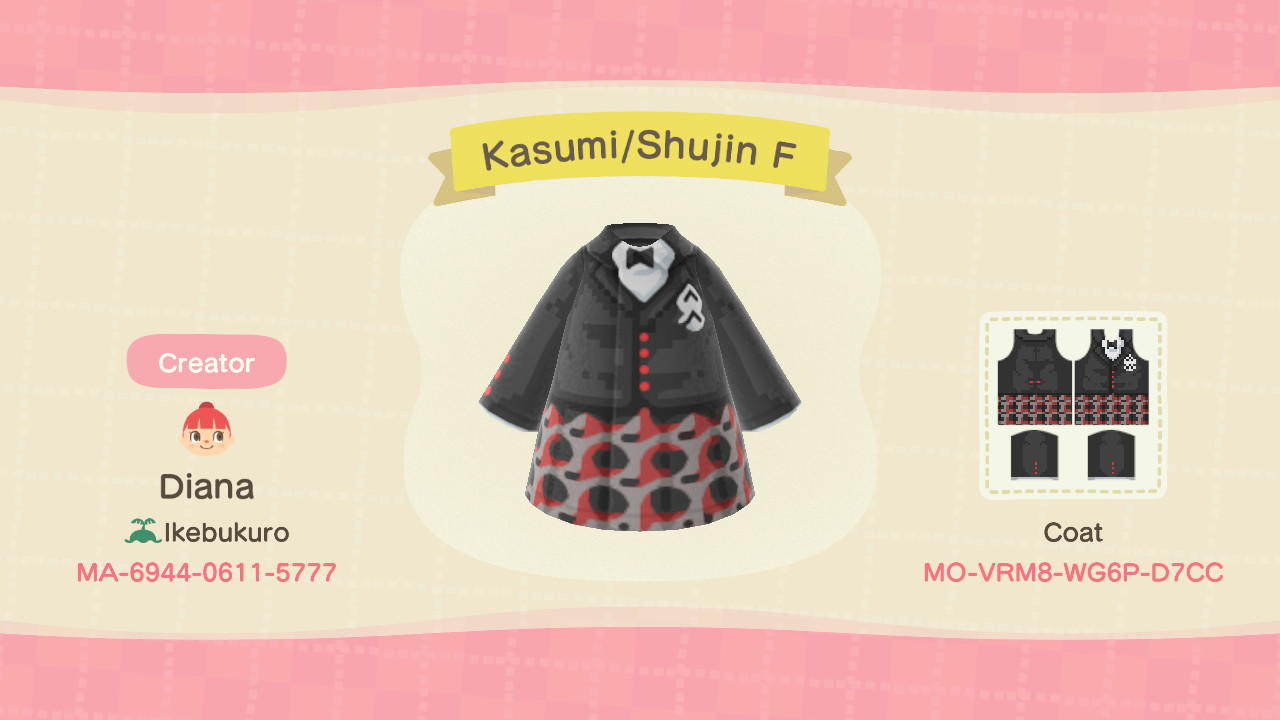 Kasumi/Shujin F
Creator
Diana
Ikebukuro
MA-6944-0611-5777
Coat
MO-VRM8-WG6P-D7CC